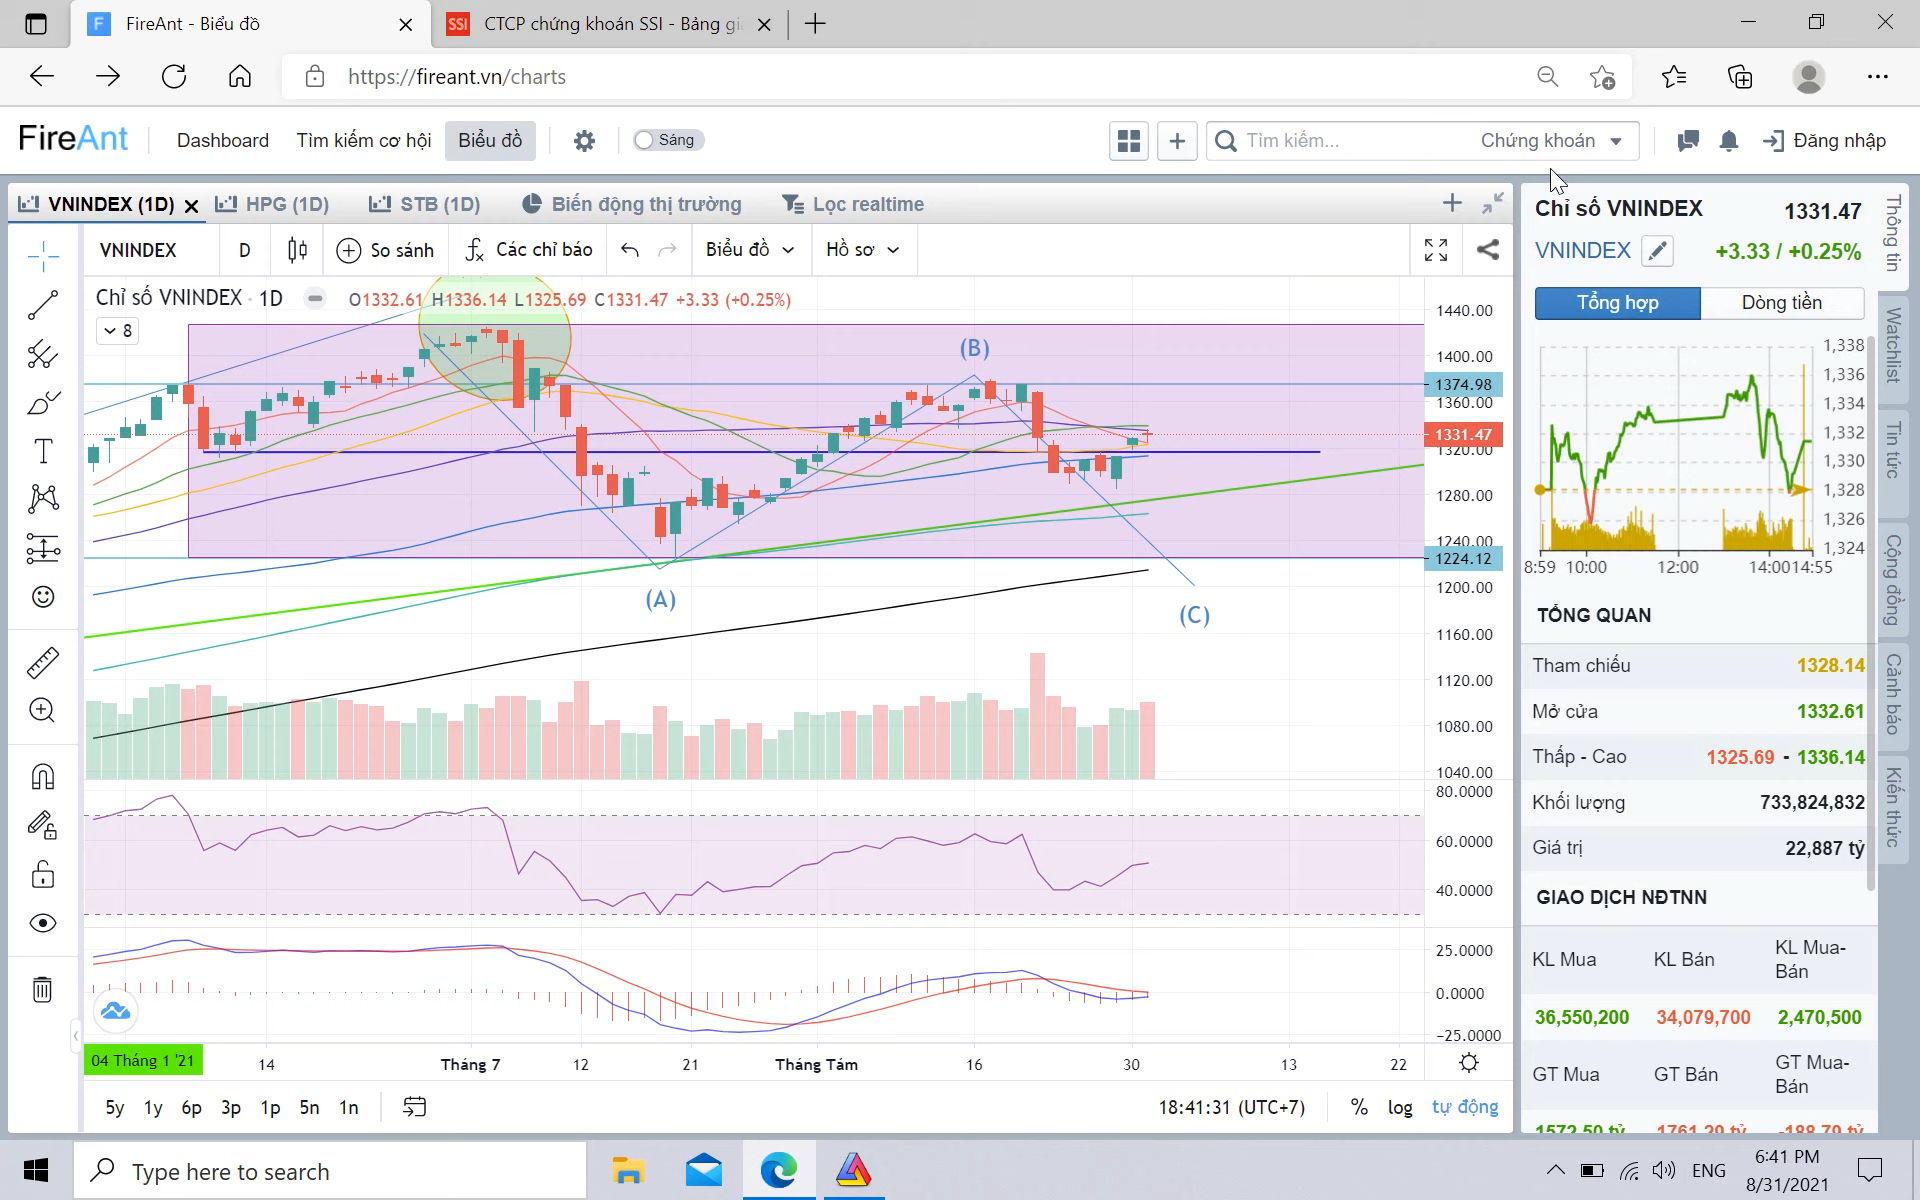 FireAnt - Biểu đồ
SSI CTCP chứng khoán SSI - Bảng gi
https://fireant.vn/charts
FireAnt Dashboard Tìm kiếm cơ hội Biểu đồ Sáng Tìm kiếm... Chứng khoán Đăng nhập
VNINDEX (1D) HPG (1D) STB (1D) Biến động thị trường Lọc realtime
VNINDEX D So sánh Các chỉ báo Biểu đồ Hồ sơ
Chỉ số VNINDEX · 1D O1332.61 H1336.14 L1325.69 C1331.47 +3.33 (+0.25%)
8
(A)
(B)
(C)
1440.00
1400.00
1374.98
1360.00
1331.47
1320.00
1280.00
1240.00
1224.12
1200.00
1160.00
1120.00
1080.00
1040.00
80.0000
60.0000
40.0000
25.0000
0.0000
-25.0000
04 Tháng 1 '21 14 Tháng 7 12 21 Tháng Tám 16 30 13 22
5y 1y 6p 3p 1p 5n 1n 18:41:31 (UTC+7) % log tự động
Chỉ số VNINDEX 1331.47
VNINDEX +3.33 / +0.25%
Tổng hợp Dòng tiền
1,338
1,336
1,334
1,332
1,330
1,328
1,326
1,324
8:59 10:00 12:00 14:00 14:55
TỔNG QUAN
Tham chiếu 1328.14
Mở cửa 1332.61
Thấp - Cao 1325.69 - 1336.14
Khối lượng 733,824,832
Giá trị 22,887 tỷ
GIAO DỊCH NĐTNN
KL Mua KL Bán KL Mua-
Bán
36,550,200 34,079,700 2,470,500
GT Mua GT Bán GT Mua-
Bán
1572.50 tỷ 1761.29 tỷ -188.79 tỷ
Thông tin
Watchlist
Tin tức
Cộng đồng
Cảnh báo
Kiến thức
Type here to search
ENG
6:41 PM
8/31/2021